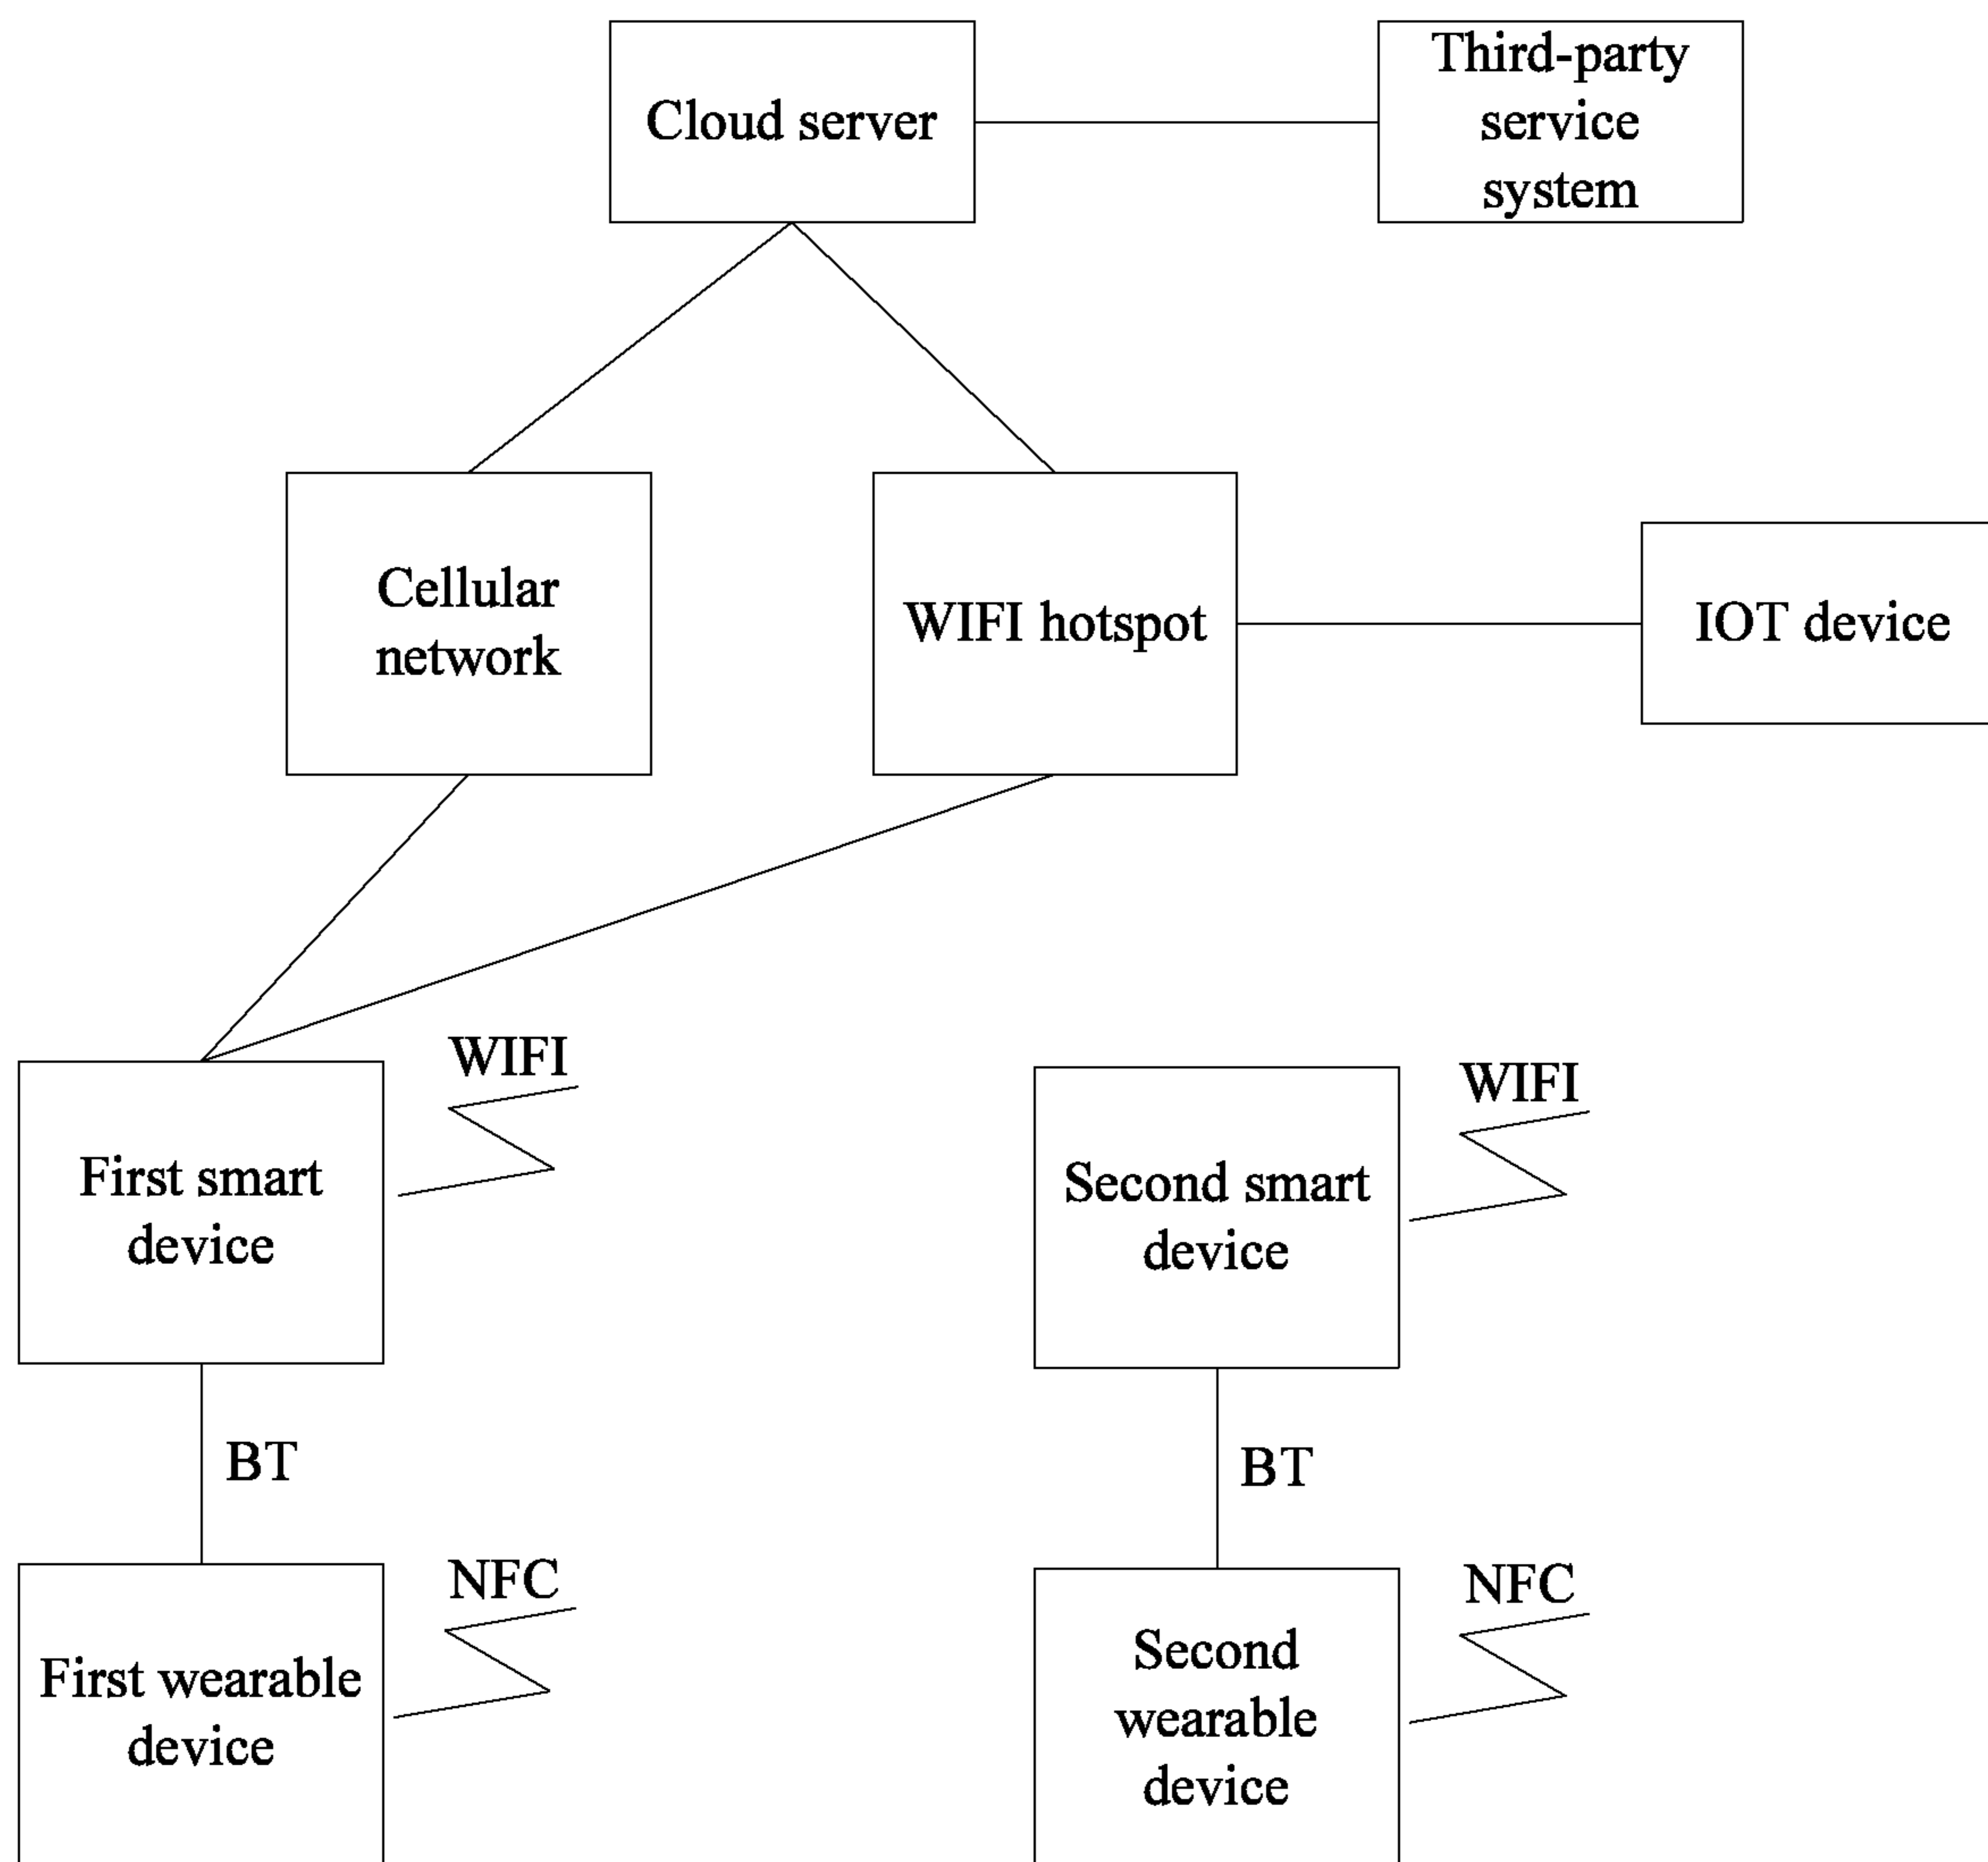 Cloud server
Third-party
service
system
Cellular
network
WIFI hotspot
IOT device
WIFI
First smart
device
WIFI
Second smart
device
BT
BT
NFC
First wearable
device
NFC
Second
wearable
device